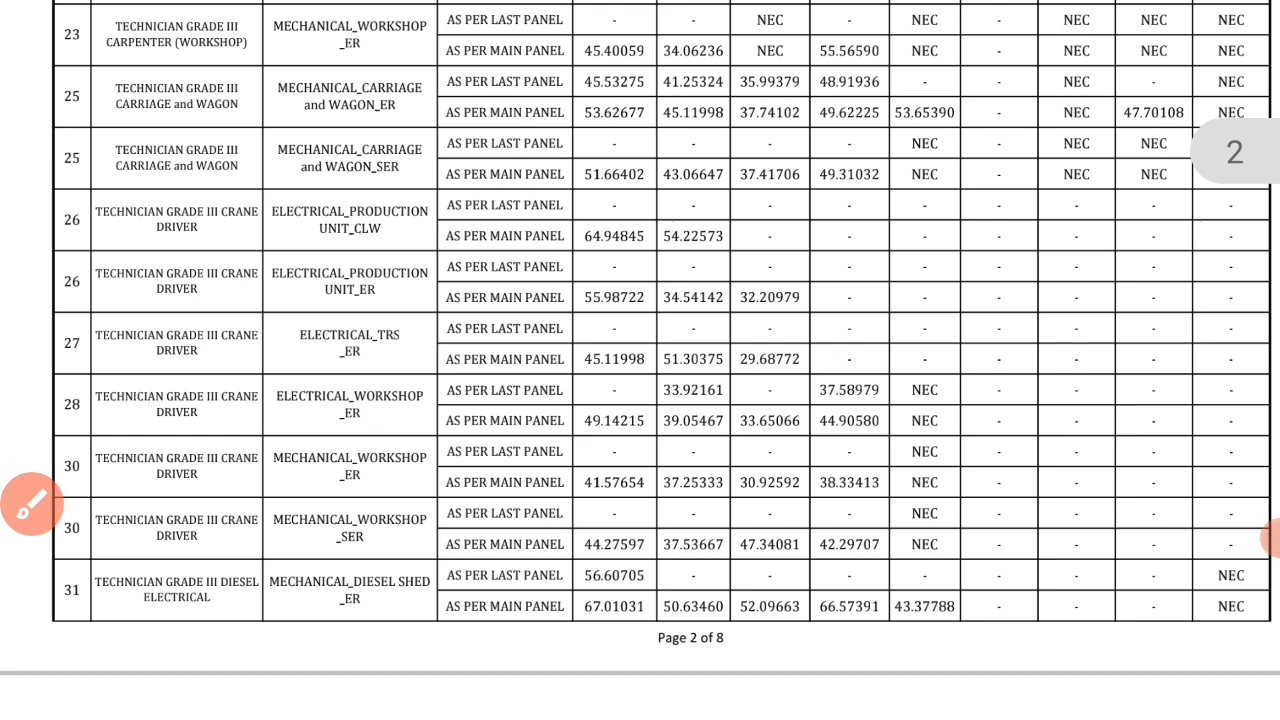 23 TECHNICIAN GRADE III CARPENTER (WORKSHOP) MECHANICAL_WORKSHOP _ER AS PER LAST PANEL - - NEC - NEC - NEC NEC NEC
AS PER MAIN PANEL 45.40059 34.06236 NEC 55.56590 NEC - NEC NEC NEC
25 TECHNICIAN GRADE III CARRIAGE and WAGON MECHANICAL_CARRIAGE and WAGON_ER AS PER LAST PANEL 45.53275 41.25324 35.99379 48.91936 - - NEC - NEC
AS PER MAIN PANEL 53.62677 45.11998 37.74102 49.62225 53.65390 - NEC 47.70108 NEC
25 TECHNICIAN GRADE III CARRIAGE and WAGON MECHANICAL_CARRIAGE and WAGON_SER AS PER LAST PANEL - - - - NEC - NEC NEC
2
AS PER MAIN PANEL 51.66402 43.06647 37.41706 49.31032 NEC - NEC NEC
26 TECHNICIAN GRADE III CRANE DRIVER ELECTRICAL_PRODUCTION UNIT_CLW AS PER LAST PANEL - - - - - - - - -
AS PER MAIN PANEL 64.94845 54.22573 - - - - - - -
26 TECHNICIAN GRADE III CRANE DRIVER ELECTRICAL_PRODUCTION UNIT_ER AS PER LAST PANEL - - - - - - - - -
AS PER MAIN PANEL 55.98722 34.54142 32.20979 - - - - - -
27 TECHNICIAN GRADE III CRANE DRIVER ELECTRICAL_TRS _ER AS PER LAST PANEL - - - - - - - - -
AS PER MAIN PANEL 45.11998 51.30375 29.68772 - - - - - -
28 TECHNICIAN GRADE III CRANE DRIVER ELECTRICAL_WORKSHOP _ER AS PER LAST PANEL - 33.92161 - 37.58979 NEC - - - -
AS PER MAIN PANEL 49.14215 39.05467 33.65066 44.90580 NEC - - - -
30 TECHNICIAN GRADE III CRANE DRIVER MECHANICAL_WORKSHOP _ER AS PER LAST PANEL - - - - NEC - - - -
AS PER MAIN PANEL 41.57654 37.25333 30.92592 38.33413 NEC - - - -
30 TECHNICIAN GRADE III CRANE DRIVER MECHANICAL_WORKSHOP _SER AS PER LAST PANEL - - - - NEC - - - -
AS PER MAIN PANEL 44.27597 37.53667 47.34081 42.29707 NEC - - - -
31 TECHNICIAN GRADE III DIESEL ELECTRICAL MECHANICAL_DIESEL SHED _ER AS PER LAST PANEL 56.60705 - - - - - - - NEC
AS PER MAIN PANEL 67.01031 50.63460 52.09663 66.57391 43.37788 - - - NEC
Page 2 of 8